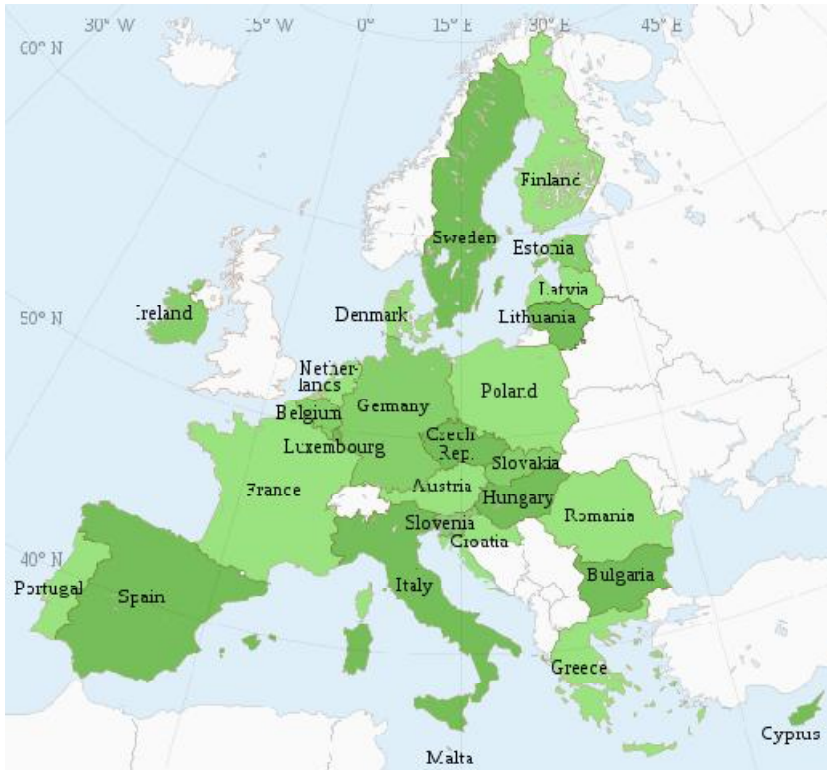 30° W
15° W
0°
15° E
30° E
45° E
60° N
Finland
Sweden
Estonia
Latvia
Lithuania
50° N
Ireland
Denmark
Nether-
lancs
Belgium
Germany
Poland
Luxembourg
Czech
Rep.
Slovakia
France
Austria
Hungary
Slovenia
Romania
Croatia
40° N
Portugal
Spain
Italy
Bulgaria
Greece
Cyprus
Malta